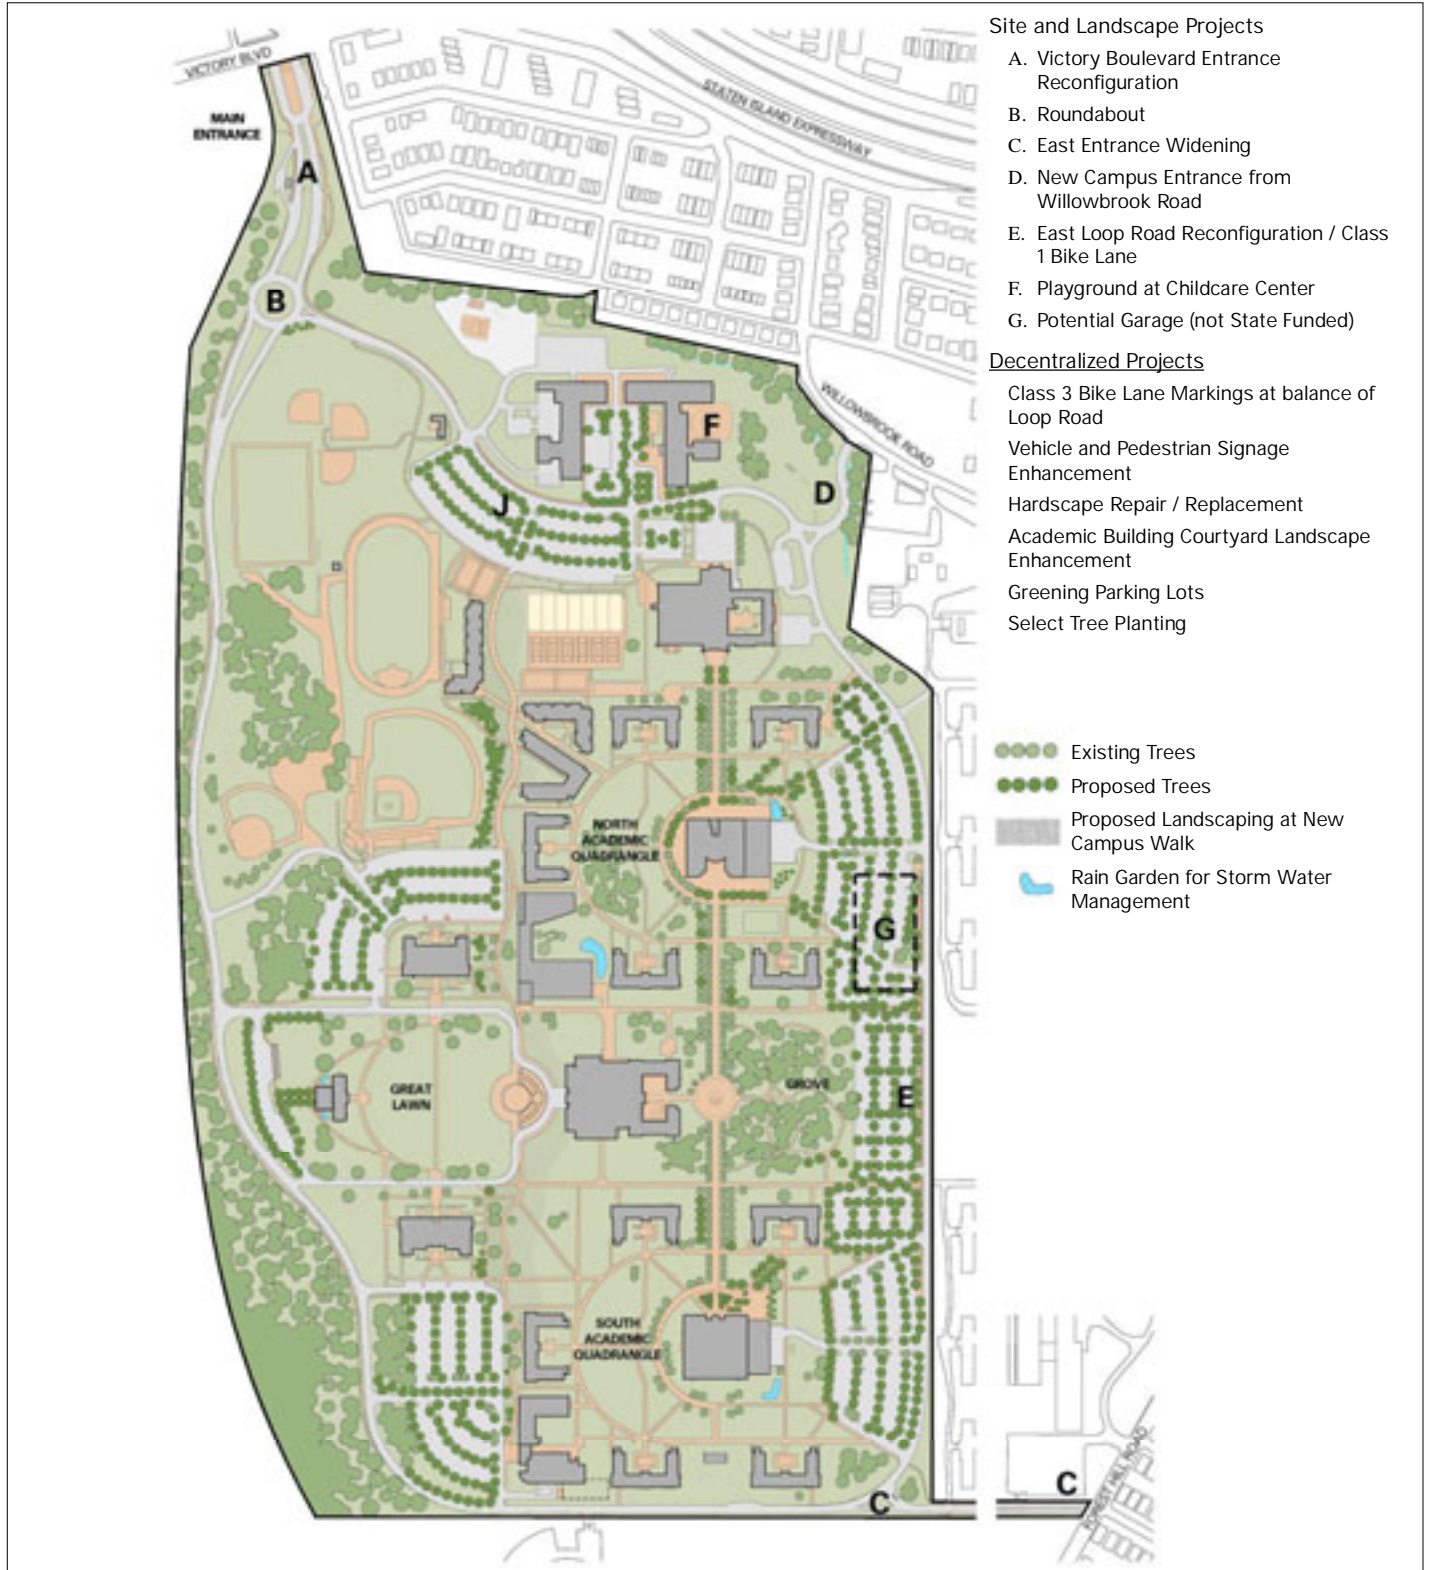 VICTORY BLVD
MAIN
ENTRANCE
A
B
STATEN ISLAND EXPRESSWAY
WILLOWBROOK ROAD
F
D
J
NORTH
ACADEMIC
QUADRANGLE
G
GREAT
LAWN
GROVE
E
SOUTH
ACADEMIC
QUADRANGLE
C
C
FOREST HILL ROAD
Site and Landscape Projects
A. Victory Boulevard Entrance
Reconfiguration
B. Roundabout
C. East Entrance Widening
D. New Campus Entrance from
Willowbrook Road
E. East Loop Road Reconfiguration / Class
1 Bike Lane
F. Playground at Childcare Center
G. Potential Garage (not State Funded)
Decentralized Projects
Class 3 Bike Lane Markings at balance of
Loop Road
Vehicle and Pedestrian Signage
Enhancement
Hardscape Repair / Replacement
Academic Building Courtyard Landscape
Enhancement
Greening Parking Lots
Select Tree Planting
Existing Trees
Proposed Trees
Proposed Landscaping at New
Campus Walk
Rain Garden for Storm Water
Management